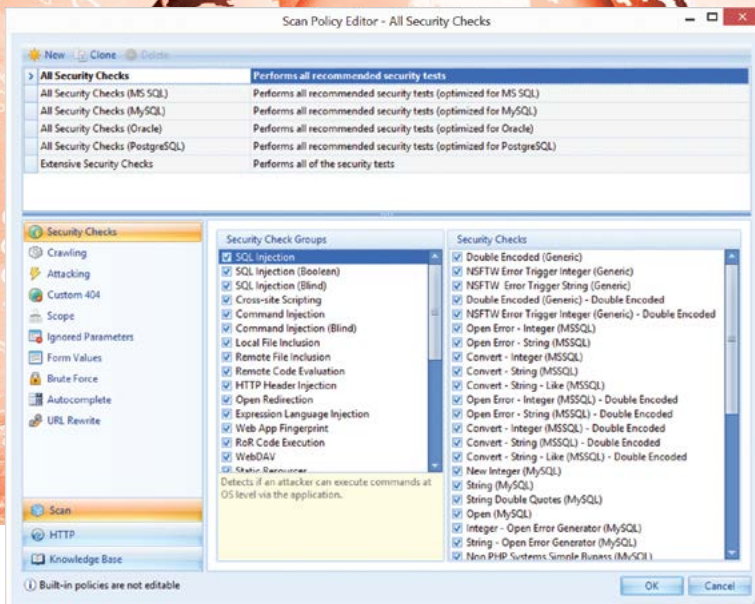 Scan Policy Editor - All Security Checks
New Clone Delete
All Security Checks Performs all recommended security tests
All Security Checks (MS SQL) Performs all recommended security tests (optimized for MS SQL)
All Security Checks (MySQL) Performs all recommended security tests (optimized for MySQL)
All Security Checks (Oracle) Performs all recommended security tests (optimized for Oracle)
All Security Checks (PostgreSQL) Performs all recommended security tests (optimized for PostgreSQL)
Extensive Security Checks Performs all of the security tests
Security Checks
Crawling
Attacking
Custom 404
Scope
Ignored Parameters
Form Values
Brute Force
Autocomplete
URL Rewrite
Scan
HTTP
Knowledge Base
Security Check Groups
SQL Injection
SQL Injection (Boolean)
SQL Injection (Blind)
Cross-site Scripting
Command Injection
Command Injection (Blind)
Local File Inclusion
Remote File Inclusion
Remote Code Evaluation
HTTP Header Injection
Open Redirection
Expression Language Injection
Web App Fingerprint
RoR Code Execution
WebDAV
Static Resources
Detects if an attacker can execute commands at
OS level via the application.
Security Checks
Double Encoded (Generic)
NSFTW Error Trigger Integer (Generic)
NSFTW Error Trigger String (Generic)
Double Encoded (Generic) - Double Encoded
NSFTW Error Trigger Integer (Generic) - Double Encoded
Open Error - Integer (MSSQL)
Open Error - String (MSSQL)
Convert - Integer (MSSQL)
Convert - String (MSSQL)
Convert - String - Like (MSSQL)
Open Error - Integer (MSSQL) - Double Encoded
Open Error - String (MSSQL) - Double Encoded
Convert - Integer (MSSQL) - Double Encoded
Convert - String (MSSQL) - Double Encoded
Convert - String - Like (MSSQL) - Double Encoded
New Integer (MySQL)
String (MySQL)
String Double Quotes (MySQL)
Open (MySQL)
Integer - Open Error Generator (MySQL)
String - Open Error Generator (MySQL)
Non PHP Systems Simple Bypass (MySQL)
Built-in policies are not editable
OK Cancel